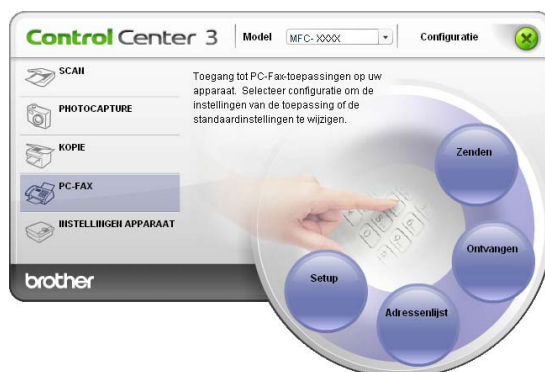 Control Center 3
Model
MFC- XXXX
Configuratie
SCAN
PHOTOCAPTURE
KOPIE
PC-FAX
INSTELLINGEN APPARAAT
Toegang tot PC-Fax-toepassingen op uw
apparaat. Selecteer configuratie om de
instellingen van de toepassing of de
standaardinstellingen te wijzigen.
Zenden
Ontvangen
Adressenlijst
Setup
brother